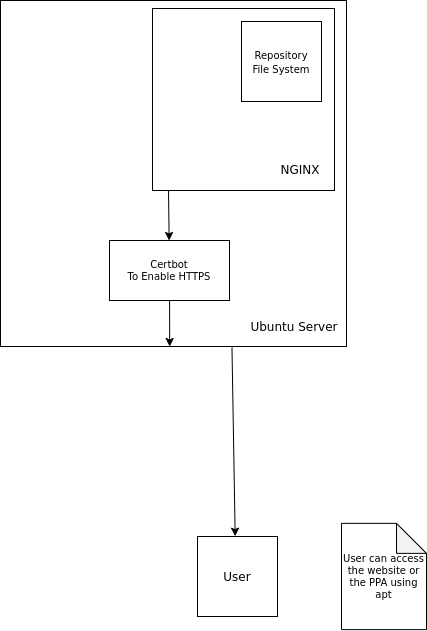 Repository
File System
NGINX
Certbot
To Enable HTTPS
Ubuntu Server
User
User can access
the website or
the PPA using
apt